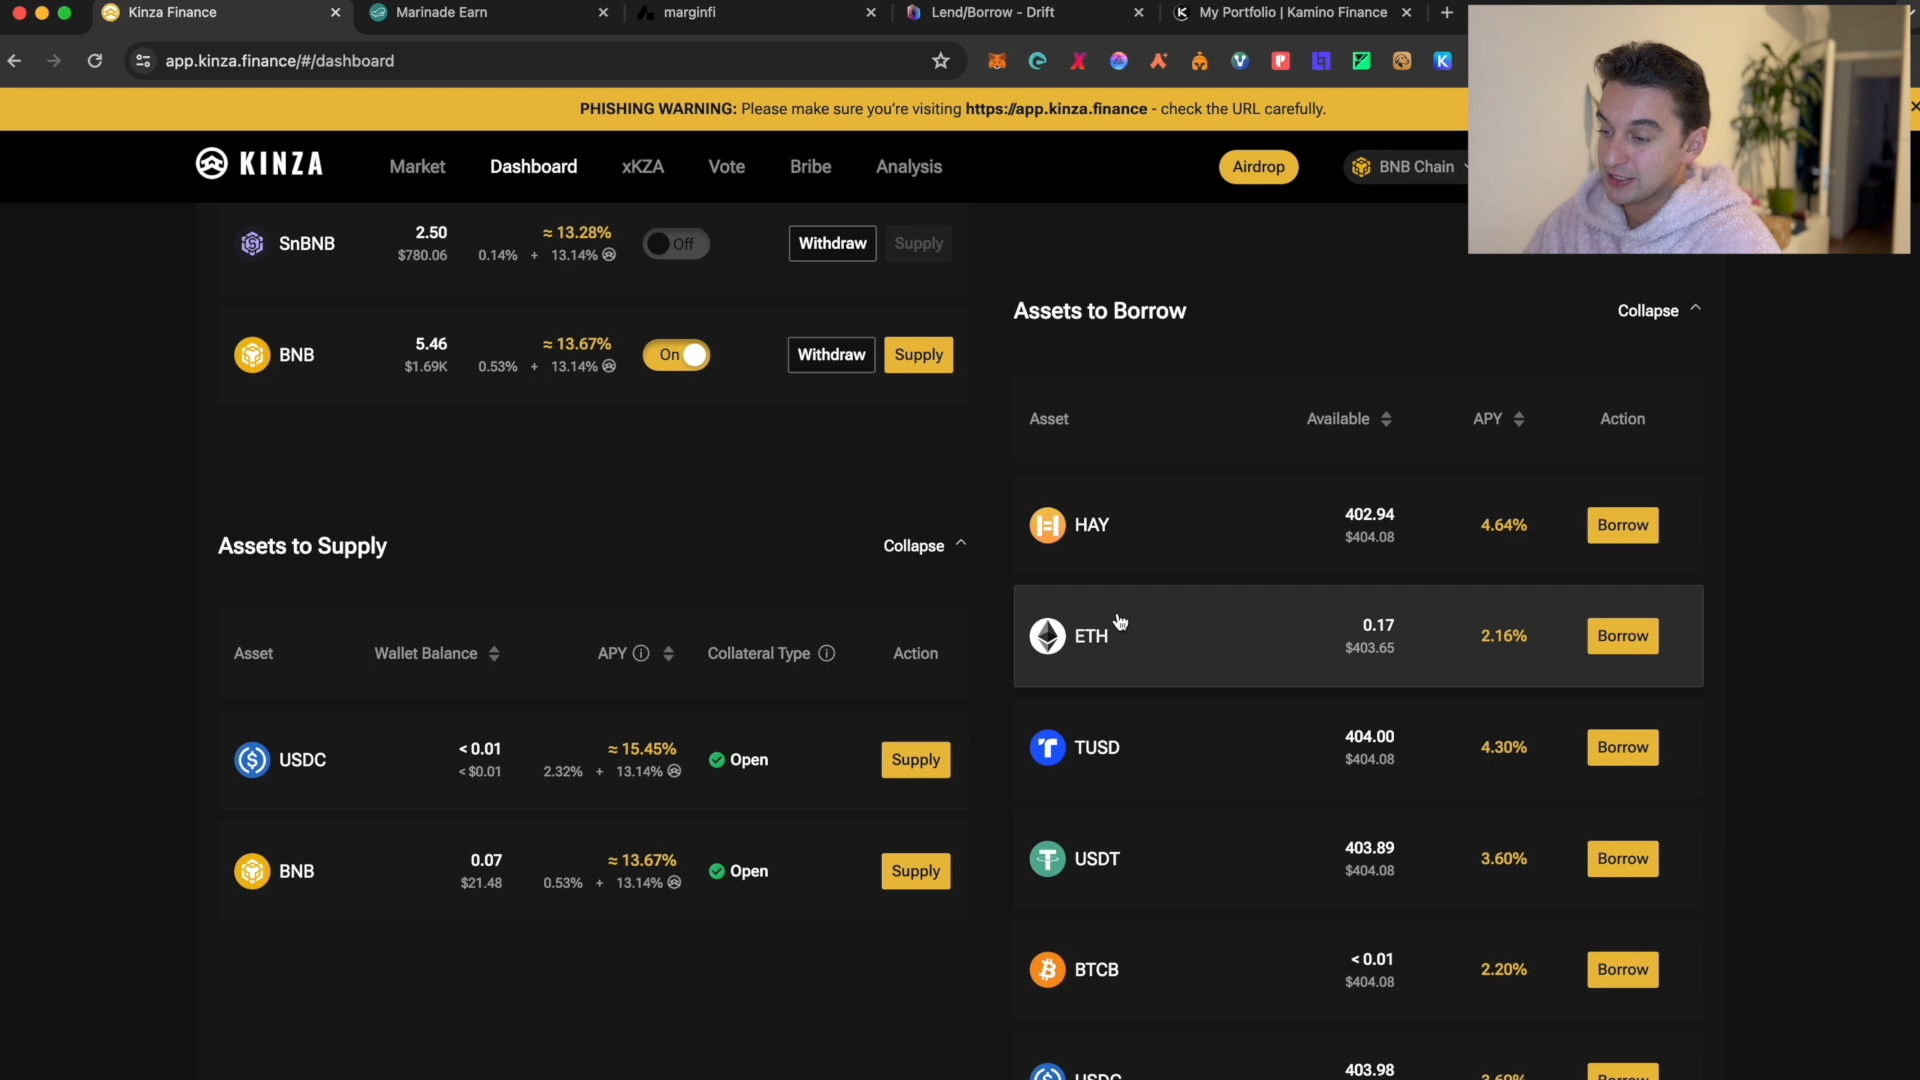 Kinza Finance
Marinade Earn
marginfi
Lend/Borrow - Drift
My Portfolio | Kamino Finance
app.kinza.finance/#/dashboard
PHISHING WARNING: Please make sure you're visiting https://app.kinza.finance - check the URL carefully.
KINZA
Market
Dashboard
xKZA
Vote
Bribe
Analysis
Airdrop
BNB Chain
SnBNB
2.50
$780.06
≈ 13.28%
0.14% + 13.14%
Off
Withdraw
Supply
BNB
5.46
$1.69K
≈ 13.67%
0.53% + 13.14%
On
Withdraw
Supply
Assets to Supply
Collapse
Asset
Wallet Balance
APY
Collateral Type
Action
USDC
< 0.01
< $0.01
≈ 15.45%
2.32% + 13.14%
Open
Supply
BNB
0.07
$21.48
≈ 13.67%
0.53% + 13.14%
Open
Supply
Assets to Borrow
Collapse
Asset
Available
APY
Action
HAY
402.94
$404.08
4.64%
Borrow
ETH
0.17
$403.65
2.16%
Borrow
TUSD
404.00
$404.08
4.30%
Borrow
USDT
403.89
$404.08
3.60%
Borrow
BTCB
< 0.01
$404.08
2.20%
Borrow
USDC
403.98
Borrow